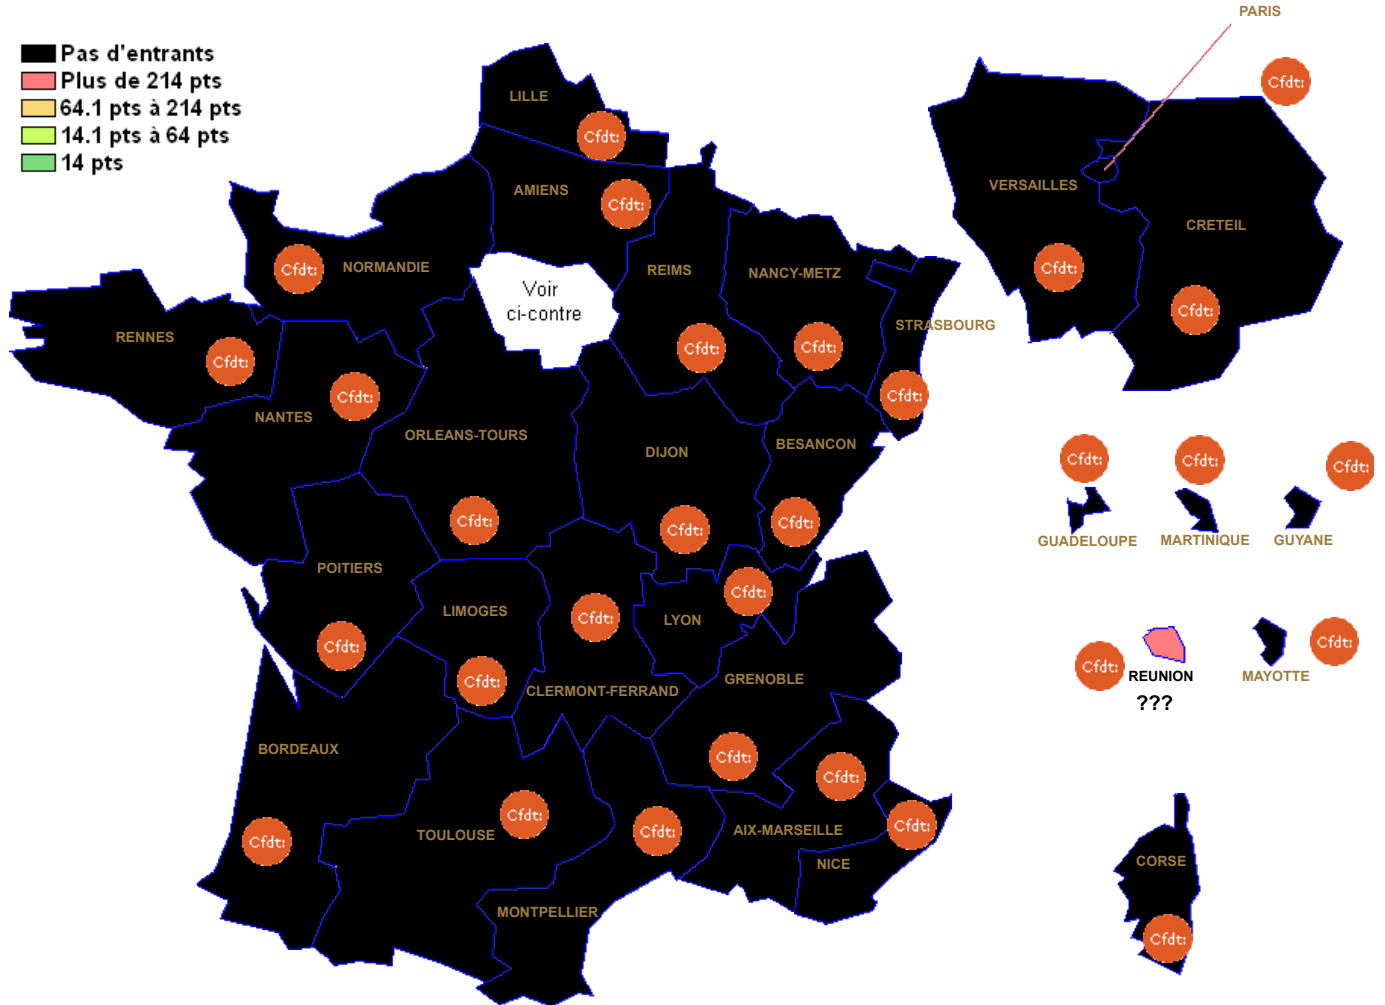 PARIS
Pas d'entrants
Plus de 214 pts
64.1 pts à 214 pts
14.1 pts à 64 pts
14 pts
LILLE
Cfdt:
Cfdt:
AMIENS
VERSAILLES
Cfdt:
CRETEIL
Cfdt:
NORMANDIE
REIMS
NANCY-METZ
Cfdt:
Voir
ci-contre
Cfdt:
STRASBOURG
RENNES
Cfdt:
Cfdt:
Cfdt:
Cfdt:
Cfdt:
NANTES
ORLEANS-TOURS
BESANCON
DIJON
Cfdt:
Cfdt:
Cfdt:
Cfdt:
Cfdt:
Cfdt:
Cfdt:
GUADELOUPE
MARTINIQUE
GUYANE
POITIERS
Cfdt:
LIMOGES
Cfdt:
LYON
Cfdt:
Cfdt:
Cfdt:
Cfdt:
REUNION
MAYOTTE
???
GRENOBLE
CLERMONT-FERRAND
BORDEAUX
Cfdt:
Cfdt:
Cfdt:
TOULOUSE
Cfdt:
AIX-MARSEILLE
Cfdt:
Cfdt:
NICE
CORSE
MONTPELLIER
Cfdt: